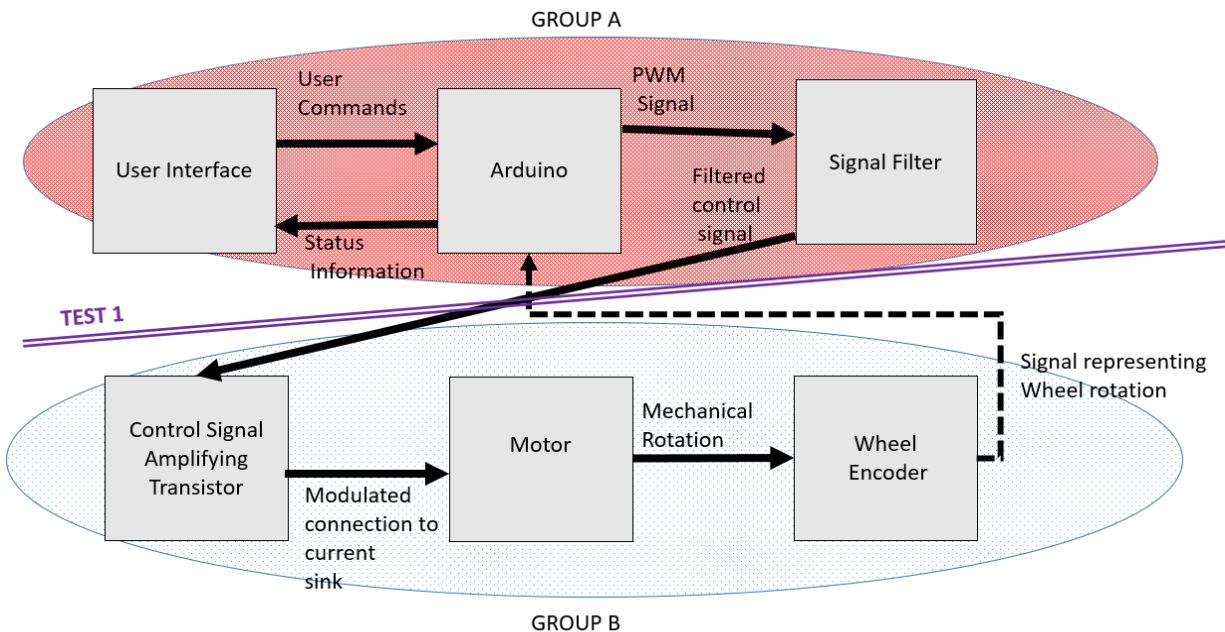 GROUP A
User
Commands
PWM
Signal
User Interface
Arduino
Signal Filter
Filtered
control
signal
Status
Information
TEST 1
Signal representing
Wheel rotation
Control Signal
Amplifying
Transistor
Motor
Mechanical
Rotation
Wheel
Encoder
Modulated
connection to
current
sink
GROUP B